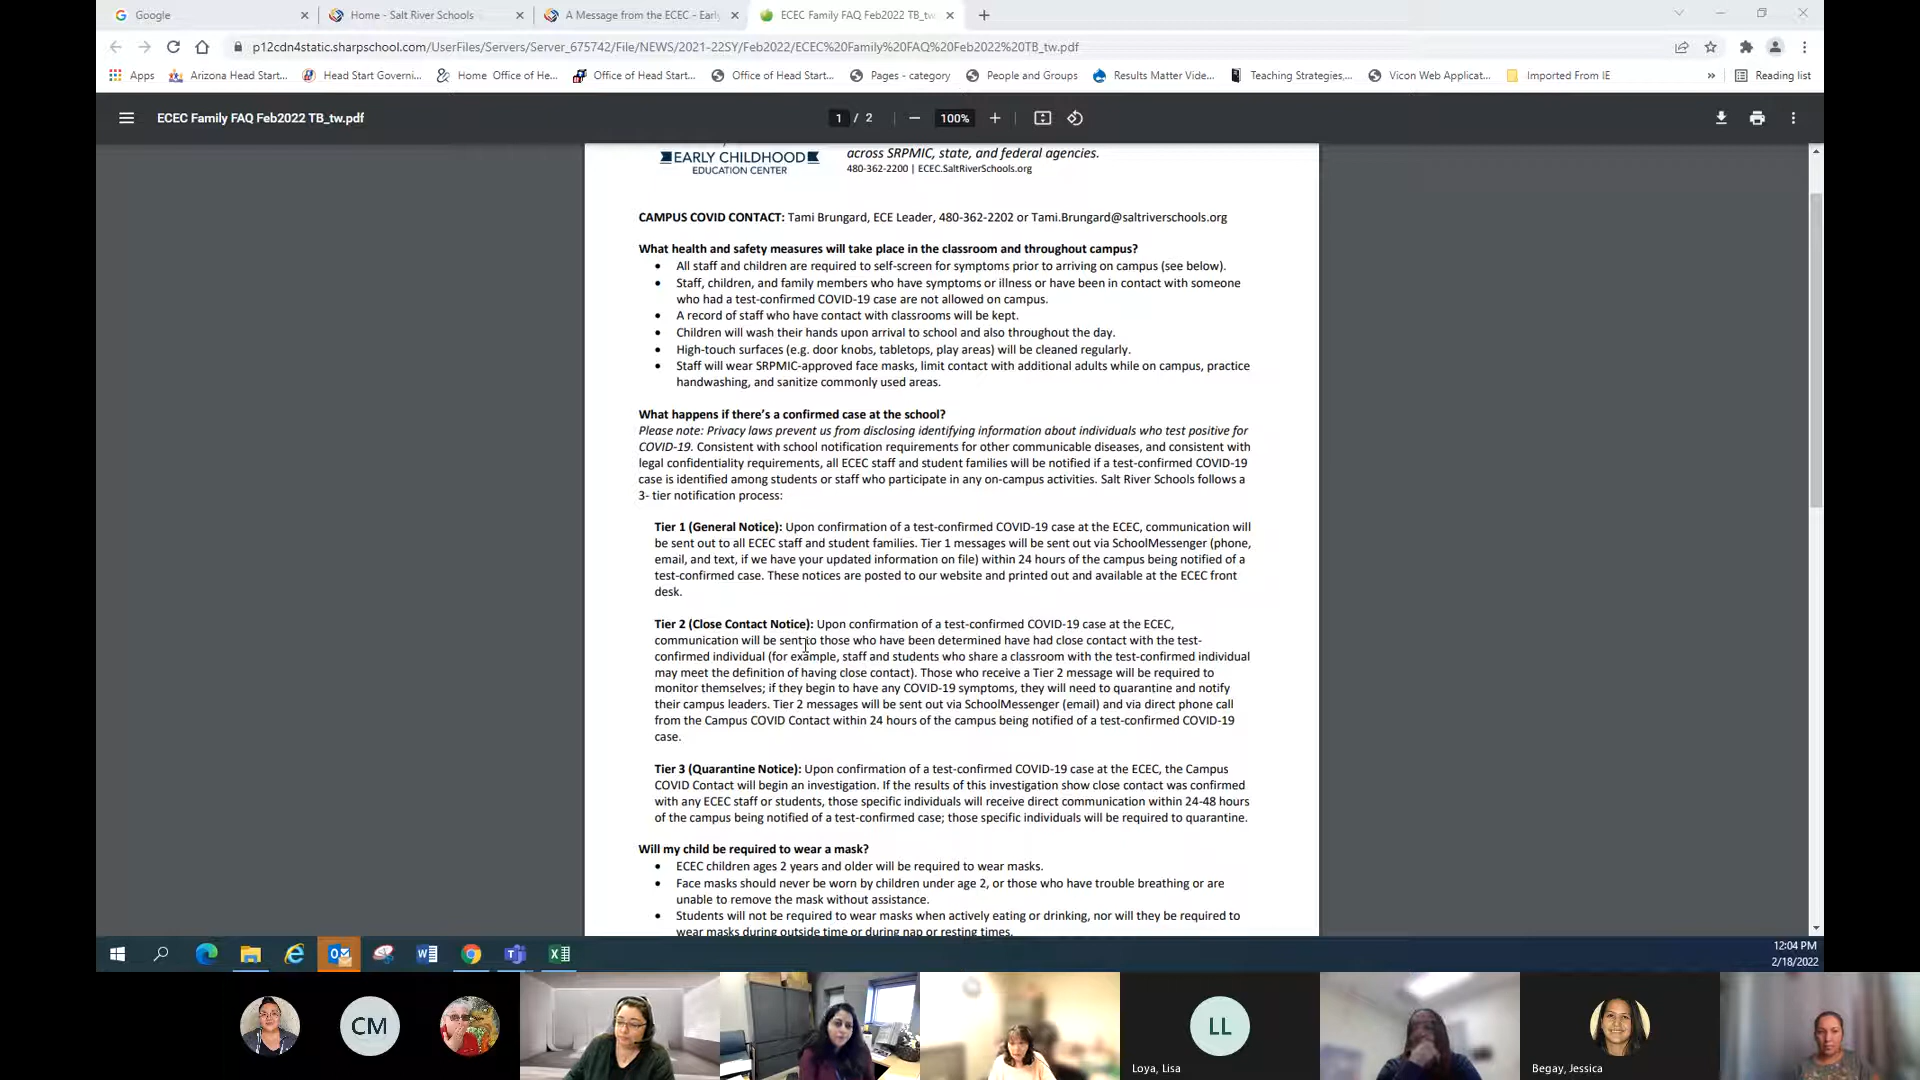 Google
Home - Salt River Schools
A Message from the ECEC - Early
ECEC Family FAQ Feb2022 TB_tw.
p12cdn4static.sharpschool.com/UserFiles/Servers/Server_675742/File/NEWS/2021-22SY/Feb2022/ECEC%20Family%20FAQ%20Feb2022%20TB_tw.pdf
Apps Arizona Head Start... Head Start Governi... Home Office of He... Office of Head Start... Office of Head Start... Pages - category People and Groups Results Matter Vide... Teaching Strategies,... Vicon Web Applicat... Imported From IE » Reading list
ECEC Family FAQ Feb2022 TB_tw.pdf 1 / 2 — 100% +
EARLY CHILDHOOD
EDUCATION CENTER
across SRPMIC, state, and federal agencies.
480-362-2200 | ECEC.SaltRiverSchools.org
CAMPUS COVID CONTACT: Tami Brungard, ECE Leader, 480-362-2202 or Tami.Brungard@saltriverschools.org
What health and safety measures will take place in the classroom and throughout campus?
• All staff and children are required to self-screen for symptoms prior to arriving on campus (see below).
• Staff, children, and family members who have symptoms or illness or have been in contact with someone
who had a test-confirmed COVID-19 case are not allowed on campus.
• A record of staff who have contact with classrooms will be kept.
• Children will wash their hands upon arrival to school and also throughout the day.
• High-touch surfaces (e.g. door knobs, tabletops, play areas) will be cleaned regularly.
• Staff will wear SRPMIC-approved face masks, limit contact with additional adults while on campus, practice
handwashing, and sanitize commonly used areas.
What happens if there's a confirmed case at the school?
Please note: Privacy laws prevent us from disclosing identifying information about individuals who test positive for
COVID-19. Consistent with school notification requirements for other communicable diseases, and consistent with
legal confidentiality requirements, all ECEC staff and student families will be notified if a test-confirmed COVID-19
case is identified among students or staff who participate in any on-campus activities. Salt River Schools follows a
3- tier notification process:
Tier 1 (General Notice): Upon confirmation of a test-confirmed COVID-19 case at the ECEC, communication will
be sent out to all ECEC staff and student families. Tier 1 messages will be sent out via SchoolMessenger (phone,
email, and text, if we have your updated information on file) within 24 hours of the campus being notified of a
test-confirmed case. These notices are posted to our website and printed out and available at the ECEC front
desk.
Tier 2 (Close Contact Notice): Upon confirmation of a test-confirmed COVID-19 case at the ECEC,
communication will be sent to those who have been determined have had close contact with the test-
confirmed individual (for example, staff and students who share a classroom with the test-confirmed individual
may meet the definition of having close contact). Those who receive a Tier 2 message will be required to
monitor themselves; if they begin to have any COVID-19 symptoms, they will need to quarantine and notify
their campus leaders. Tier 2 messages will be sent out via SchoolMessenger (email) and via direct phone call
from the Campus COVID Contact within 24 hours of the campus being notified of a test-confirmed COVID-19
case.
Tier 3 (Quarantine Notice): Upon confirmation of a test-confirmed COVID-19 case at the ECEC, the Campus
COVID Contact will begin an investigation. If the results of this investigation show close contact was confirmed
with any ECEC staff or students, those specific individuals will receive direct communication within 24-48 hours
of the campus being notified of a test-confirmed case; those specific individuals will be required to quarantine.
Will my child be required to wear a mask?
• ECEC children ages 2 years and older will be required to wear masks.
• Face masks should never be worn by children under age 2, or those who have trouble breathing or are
unable to remove the mask without assistance.
• Students will not be required to wear masks when actively eating or drinking, nor will they be required to
wear masks during outside time or during nap or resting times.
12:04 PM
2/18/2022
CM
LL
Loya, Lisa
Begay, Jessica